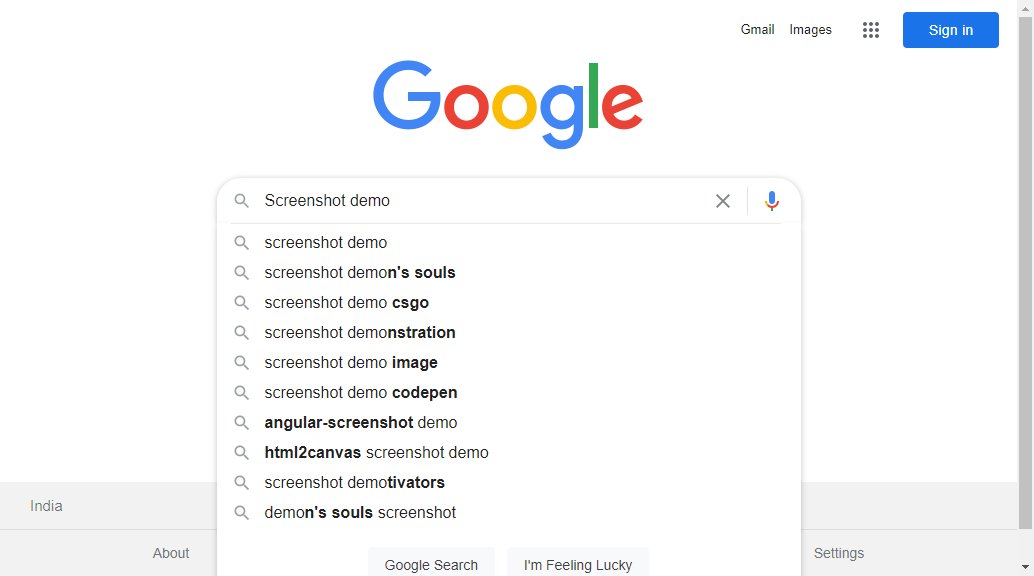 Gmail Images Sign in
Google
Screenshot demo
screenshot demo
screenshot demon's souls
screenshot demo csgo
screenshot demonstration
screenshot demo image
screenshot demo codepen
angular-screenshot demo
html2canvas screenshot demo
screenshot demotivators
demon's souls screenshot
India
About Settings
Google Search I'm Feeling Lucky